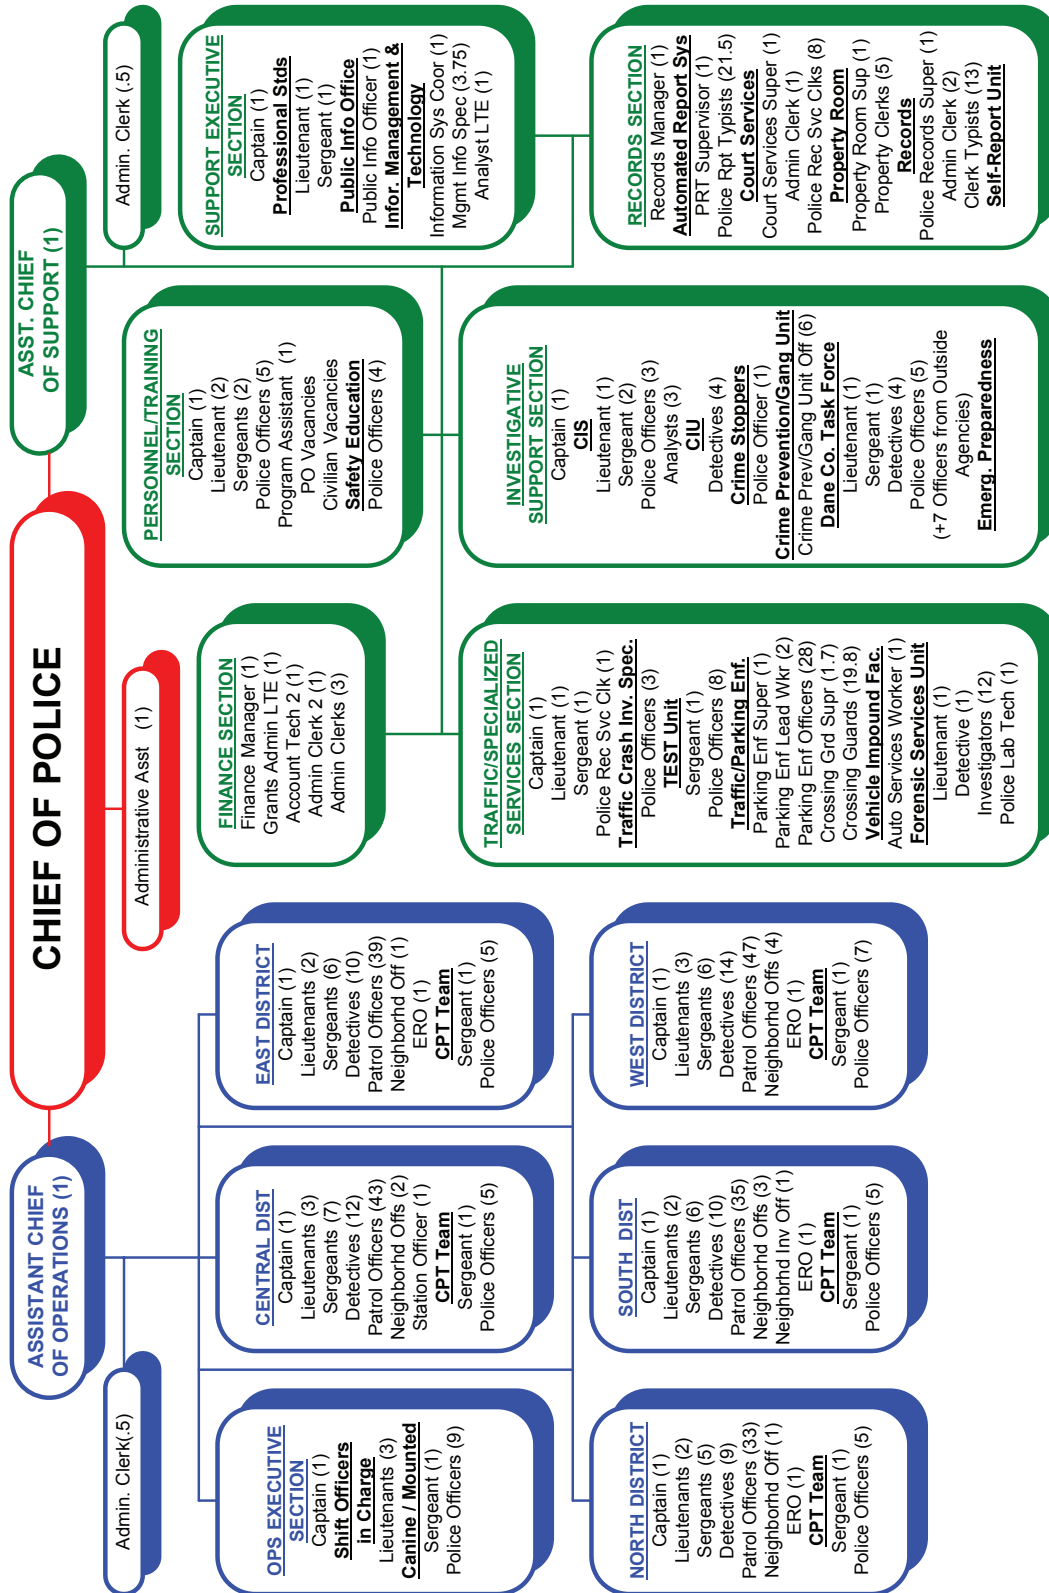 CHIEF OF POLICE
Administrative Asst  (1)
ASSISTANT CHIEF
OF OPERATIONS (1)
Admin. Clerk(.5)
ASST. CHIEF
OF SUPPORT (1)
Admin. Clerk (.5)
OPS EXECUTIVE
SECTION
Captain (1)
Shift Officers
in Charge
Lieutenants (3)
Canine / Mounted
Sergeant (1)
Police Officers (9)
CENTRAL DIST
Captain (1)
Lieutenants (3)
Sergeants (7)
Detectives (12)
Patrol Officers (43)
Neighborhd Offs (2)
Station Officer (1)
CPT Team
Sergeant (1)
Police Officers (5)
EAST DISTRICT
Captain (1)
Lieutenants (2)
Sergeants (6)
Detectives (10)
Patrol Officers (39)
Neighborhd Off (1)
ERO (1)
CPT Team
Sergeant (1)
Police Officers (5)
NORTH DISTRICT
Captain (1)
Lieutenants (2)
Sergeants (5)
Detectives (9)
Patrol Officers (33)
Neighborhd Off (1)
ERO (1)
CPT Team
Sergeant (1)
Police Officers (5)
SOUTH DIST
Captain (1)
Lieutenants (2)
Sergeants (6)
Detectives (10)
Patrol Officers (35)
Neighborhd Offs (3)
Neighbrhd Inv Off (1)
ERO (1)
CPT Team
Sergeant (1)
Police Officers (5)
WEST DISTRICT
Captain (1)
Lieutenants (3)
Sergeants (6)
Detectives (14)
Patrol Officers (47)
Neighborhd Offs (4)
ERO (1)
CPT Team
Sergeant (1)
Police Officers (7)
FINANCE SECTION
Finance Manager (1)
Grants Admin LTE (1)
Account Tech 2 (1)
Admin Clerk 2 (1)
Admin Clerks (3)
PERSONNEL/TRAINING
SECTION
Captain (1)
Lieutenant (2)
Sergeants (2)
Police Officers (5)
Program Assistant (1)
PO Vacancies
Civilian Vacancies
Safety Education
Police Officers (4)
SUPPORT EXECUTIVE
SECTION
Captain (1)
Professional Stds
Lieutenant (1)
Sergeant (1)
Public Info Office
Public Info Officer (1)
Infor. Management &
Technology
Information Sys Coor (1)
Mgmt Info Spec (3.75)
Analyst LTE (1)
TRAFFIC/SPECIALIZED
SERVICES SECTION
Captain (1)
Lieutenant (1)
Sergeant (1)
Police Rec Svc Clk (1)
Traffic Crash Inv. Spec.
Police Officers (3)
TEST Unit
Sergeant (1)
Police Officers (8)
Traffic/Parking Enf.
Parking Enf Super (1)
Parking Enf Lead Wkr (2)
Parking Enf Officers (28)
Crossing Grd Supr (1.7)
Crossing Guards (19.8)
Vehicle Impound Fac.
Auto Services Worker (1)
Forensic Services Unit
Lieutenant (1)
Detective (1)
Investigators (12)
Police Lab Tech (1)
INVESTIGATIVE
SUPPORT SECTION
Captain (1)
CIS
Lieutenant (1)
Sergeant (2)
Police Officers (3)
Analysts (3)
CIU
Detectives (4)
Crime Stoppers
Police Officer (1)
Crime Prevention/Gang Unit
Crime Prev/Gang Unit Off (6)
Dane Co. Task Force
Lieutenant (1)
Sergeant (1)
Detectives (4)
Police Officers (5)
(+7 Officers from Outside
Agencies)
Emerg. Preparedness
RECORDS SECTION
Records Manager (1)
Automated Report Sys
PRT Supervisor (1)
Police Rpt Typists (21.5)
Court Services
Court Services Super (1)
Admin Clerk (1)
Police Rec Svc Clks (8)
Property Room
Property Room Sup (1)
Property Clerks (5)
Records
Police Records Super (1)
Admin Clerk (2)
Clerk Typists (13)
Self-Report Unit